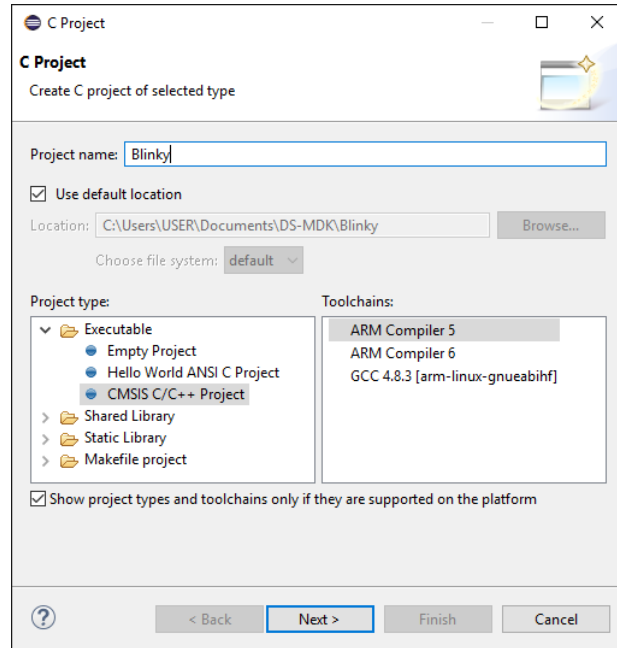 C Project
C Project
Create C project of selected type
Project name: Blinky
Use default location
Location: C:\Users\USER\Documents\DS-MDK\Blinky Browse...
Choose file system: default
Project type: Toolchains:
Executable ARM Compiler 5
Empty Project ARM Compiler 6
Hello World ANSI C Project GCC 4.8.3 [arm-linux-gnueabihf]
CMSIS C/C++ Project
Shared Library
Static Library
Makefile project
Show project types and toolchains only if they are supported on the platform
? < Back Next > Finish Cancel